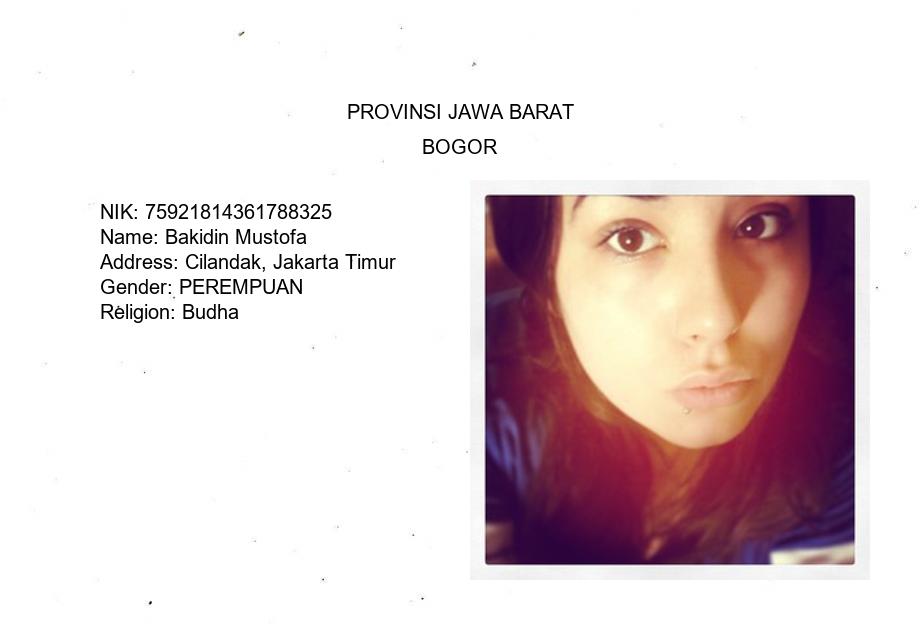 PROVINSI JAWA BARAT
BOGOR
NIK: 75921814361788325
Name: Bakidin Mustofa
Address: Cilandak, Jakarta Timur
Gender: PEREMPUAN
Religion: Budha